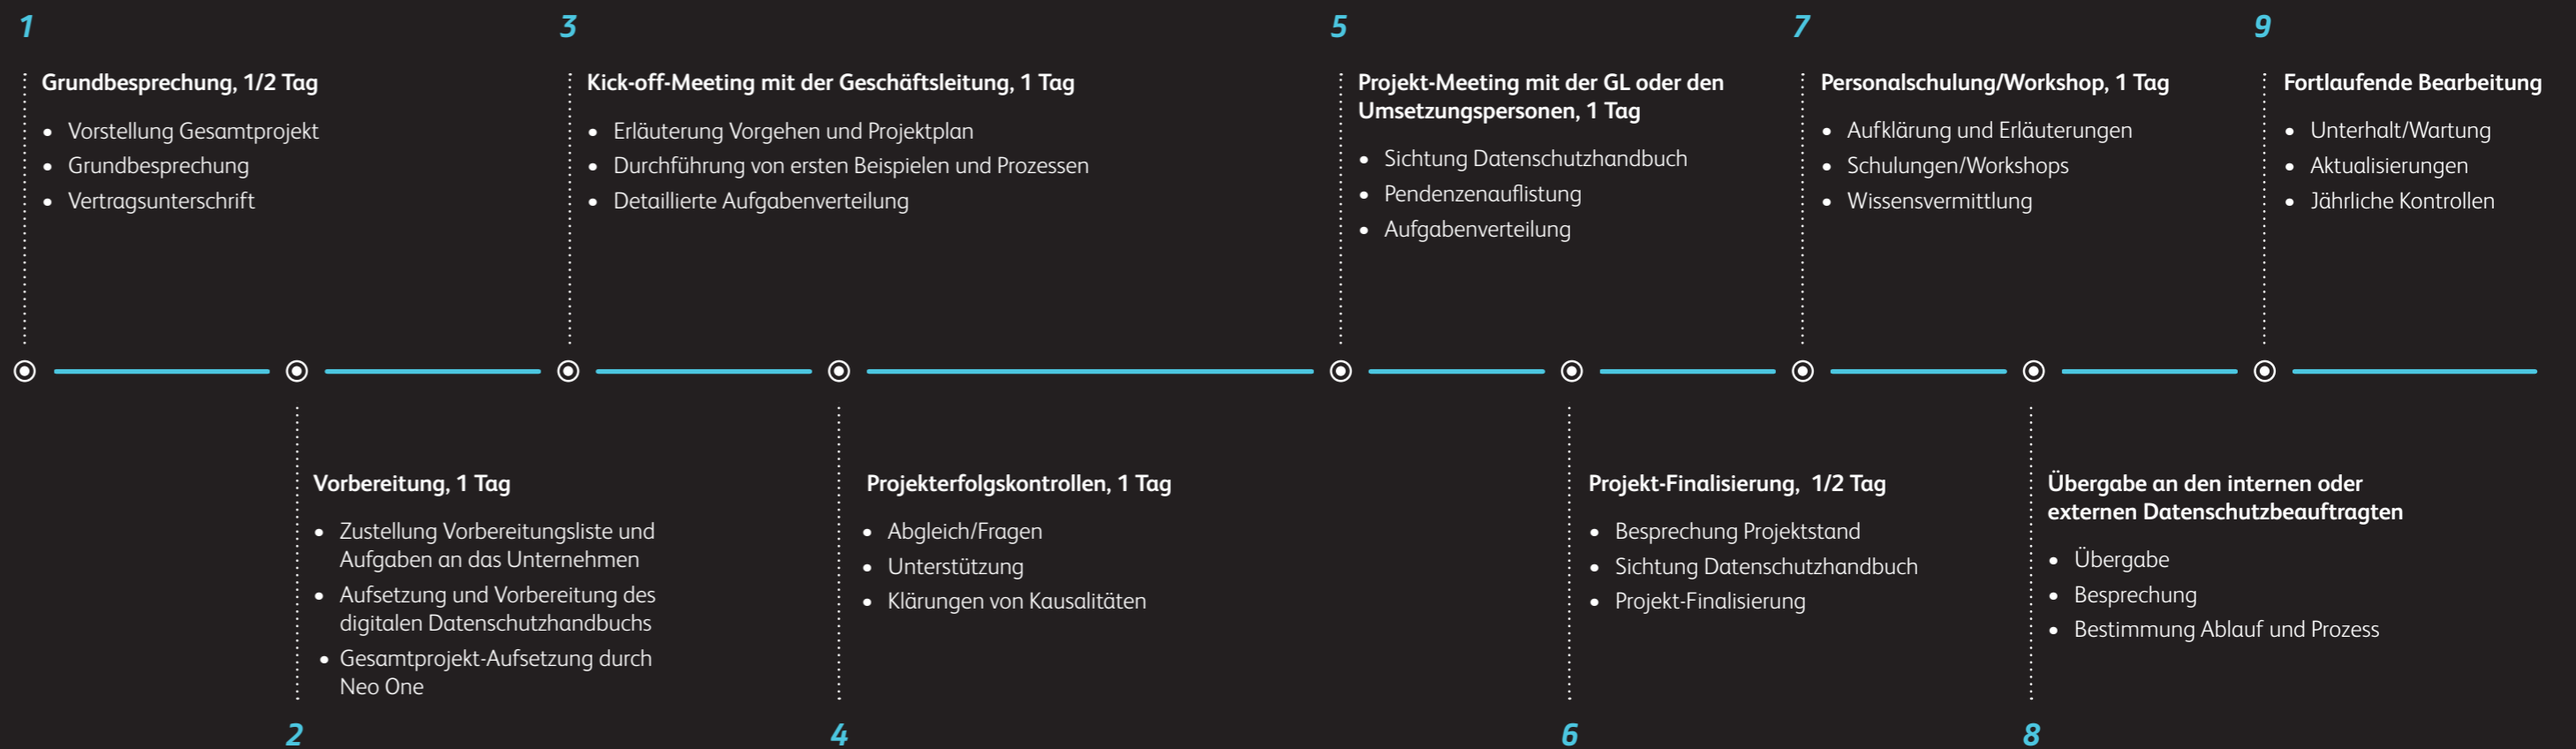 1
Grundbesprechung, 1/2 Tag
• Vorstellung Gesamtprojekt
• Grundbesprechung
• Vertragsunterschrift
2
Vorbereitung, 1 Tag
• Zustellung Vorbereitungsliste und
Aufgaben an das Unternehmen
• Aufsetzung und Vorbereitung des
digitalen Datenschutzhandbuchs
• Gesamtprojekt-Aufsetzung durch
Neo One
3
Kick-off-Meeting mit der Geschäftsleitung, 1 Tag
• Erläuterung Vorgehen und Projektplan
• Durchführung von ersten Beispielen und Prozessen
• Detaillierte Aufgabenverteilung
4
Projekterfolgskontrollen, 1 Tag
• Abgleich/Fragen
• Unterstützung
• Klärungen von Kausalitäten
5
Projekt-Meeting mit der GL oder den
Umsetzungspersonen, 1 Tag
• Sichtung Datenschutzhandbuch
• Pendenzenauflistung
• Aufgabenverteilung
6
Projekt-Finalisierung, 1/2 Tag
• Besprechung Projektstand
• Sichtung Datenschutzhandbuch
• Projekt-Finalisierung
7
Personalschulung/Workshop, 1 Tag
• Aufklärung und Erläuterungen
• Schulungen/Workshops
• Wissensvermittlung
8
Übergabe an den internen oder
externen Datenschutzbeauftragten
• Übergabe
• Besprechung
• Bestimmung Ablauf und Prozess
9
Fortlaufende Bearbeitung
• Unterhalt/Wartung
• Aktualisierungen
• Jährliche Kontrollen